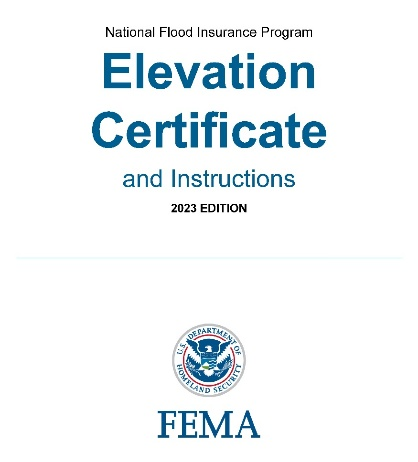 National Flood Insurance Program
Elevation
Certificate
and Instructions
2023 EDITION
U.S. DEPARTMENT OF
HOMELAND SECURITY
FEMA